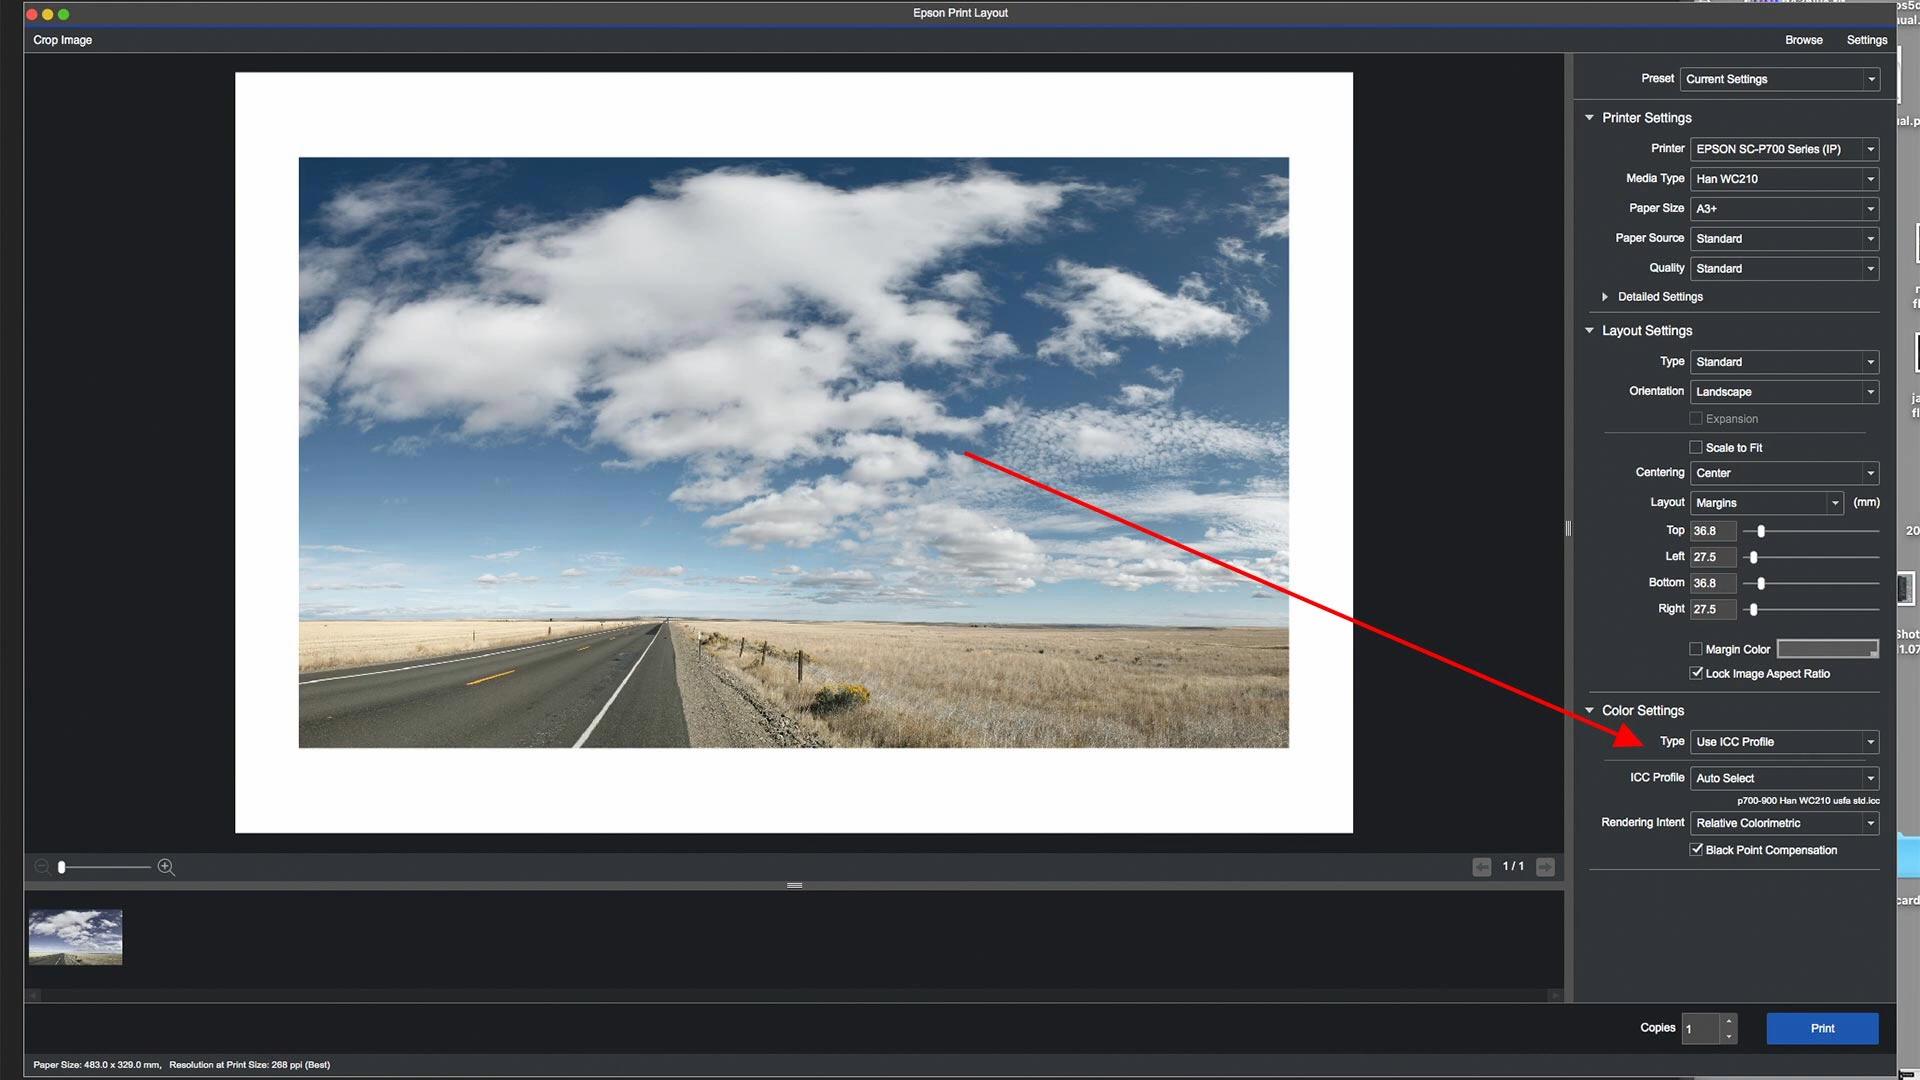 Epson Print Layout
Crop Image
Browse Settings
Preset Current Settings
Printer Settings
Printer EPSON SC-P700 Series (IP)
Media Type Han WC210
Paper Size A3+
Paper Source Standard
Quality Standard
Detailed Settings
Layout Settings
Type Standard
Orientation Landscape
Expansion
Scale to Fit
Centering Center
Layout Margins (mm)
Top 36.8
Left 27.5
Bottom 36.8
Right 27.5
Margin Color
Lock Image Aspect Ratio
Color Settings
Type Use ICC Profile
ICC Profile Auto Select
p700-900 Han WC210 usfa std.icc
Rendering Intent Relative Colorimetric
Black Point Compensation
1 / 1
Copies 1 Print
Paper Size: 483.0 x 329.0 mm, Resolution at Print Size: 268 ppi (Best)